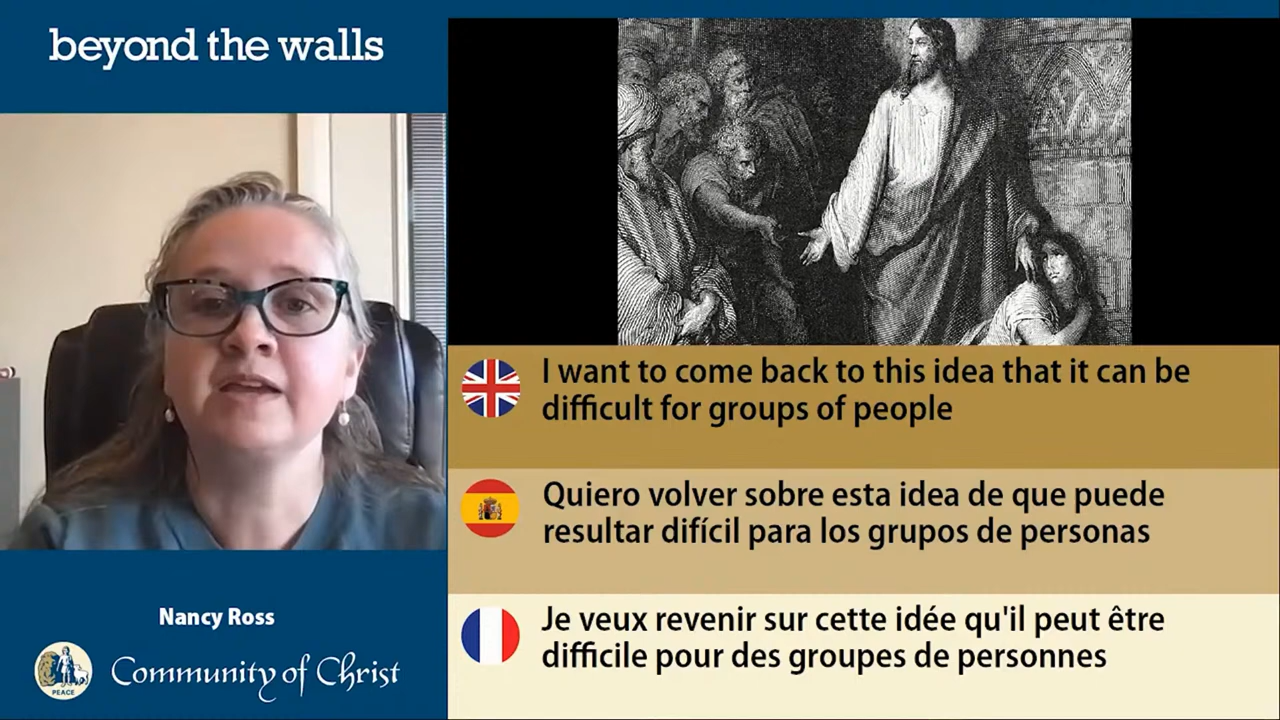 beyond the walls
I want to come back to this idea that it can be
difficult for groups of people
Quiero volver sobre esta idea de que puede
resultar difícil para los grupos de personas
Je veux revenir sur cette idée qu'il peut être
difficile pour des groupes de personnes
Nancy Ross
Community of Christ
PEACE